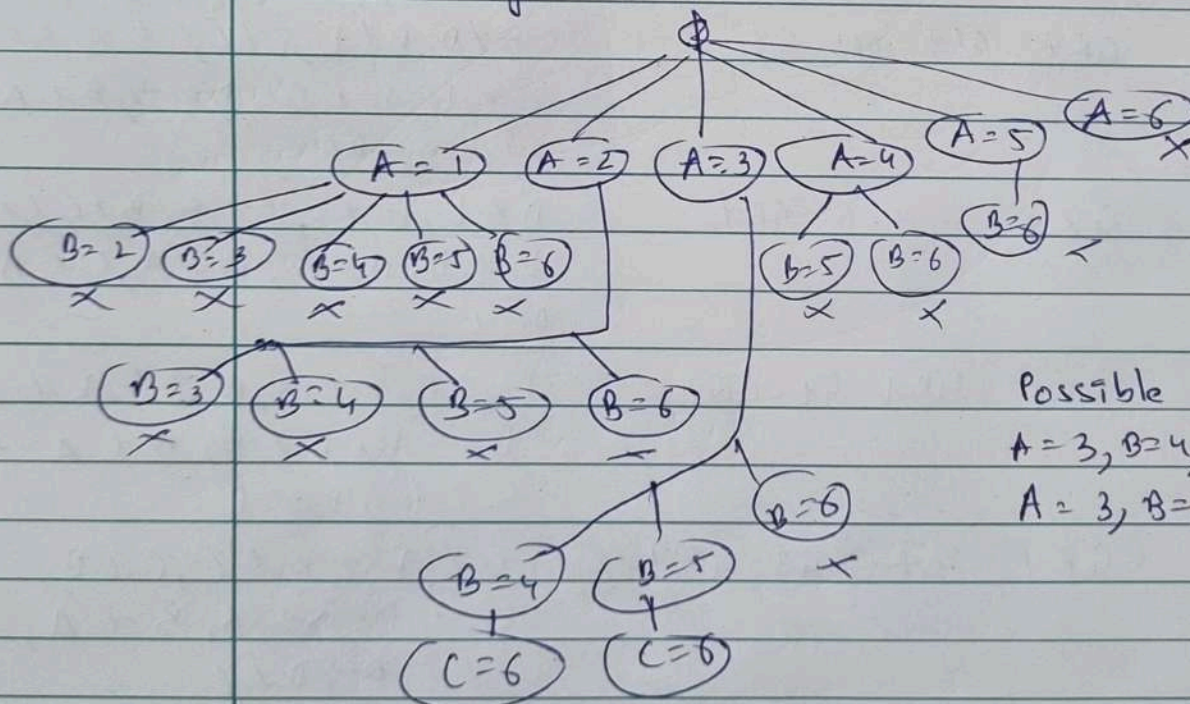 φ
A = 1 A = 2 A = 3 A = 4 A = 5 A = 6
×
B = 2 B = 3 B = 4 B = 5 B = 6 B = 5 B = 6 B = 6
× × × × × × ×
B = 3 B = 4 B = 5 B = 6
× × ×
Possible
A = 3, B = 4
A = 3, B =
B = 6
×
B = 4 B = 5
C = 6 C = 6